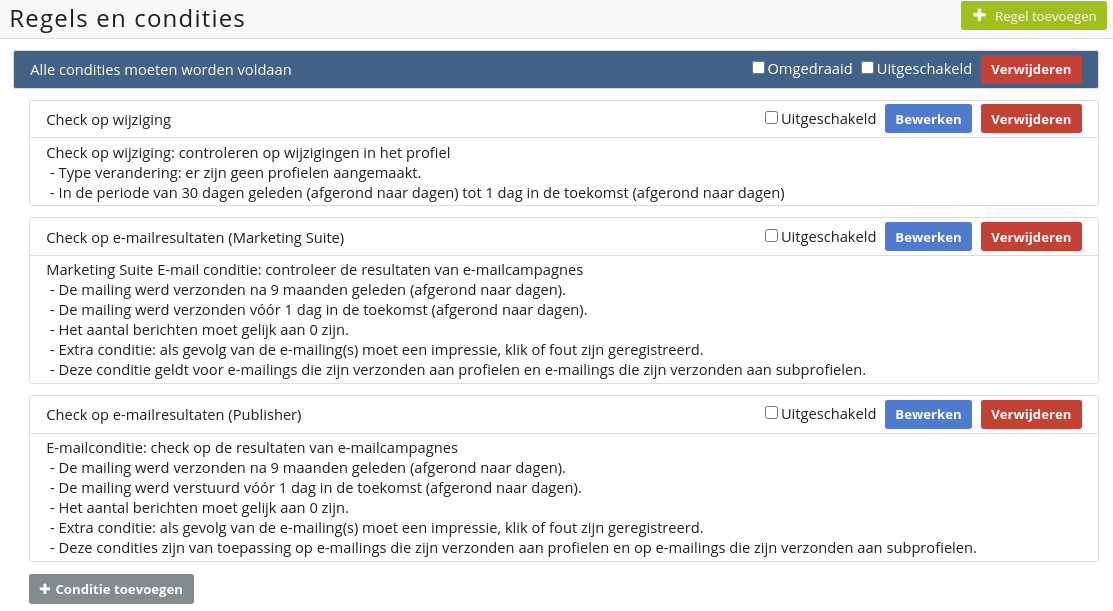 Regels en condities
Regel toevoegen
Alle condities moeten worden voldaan
Omgedraaid Uitgeschakeld Verwijderen
Check op wijziging
Uitgeschakeld Bewerken Verwijderen
Check op wijziging: controleren op wijzigingen in het profiel
- Type verandering: er zijn geen profielen aangemaakt.
- In de periode van 30 dagen geleden (afgerond naar dagen) tot 1 dag in de toekomst (afgerond naar dagen)
Check op e-mailresultaten (Marketing Suite)
Uitgeschakeld Bewerken Verwijderen
Marketing Suite E-mail conditie: controleer de resultaten van e-mailcampagnes
- De mailing werd verzonden na 9 maanden geleden (afgerond naar dagen).
- De mailing werd verzonden vóór 1 dag in de toekomst (afgerond naar dagen).
- Het aantal berichten moet gelijk aan 0 zijn.
- Extra conditie: als gevolg van de e-mailing(s) moet een impressie, klik of fout zijn geregistreerd.
- Deze conditie geldt voor e-mailings die zijn verzonden aan profielen en e-mailings die zijn verzonden aan subprofielen.
Check op e-mailresultaten (Publisher)
Uitgeschakeld Bewerken Verwijderen
E-mailconditie: check op de resultaten van e-mailcampagnes
- De mailing werd verzonden na 9 maanden geleden (afgerond naar dagen).
- De mailing werd verstuurd vóór 1 dag in de toekomst (afgerond naar dagen).
- Het aantal berichten moet gelijk aan 0 zijn.
- Extra conditie: als gevolg van de e-mailing(s) moet een impressie, klik of fout zijn geregistreerd.
- Deze condities zijn van toepassing op e-mailings die zijn verzonden aan profielen en op e-mailings die zijn verzonden aan subprofielen.
Conditie toevoegen